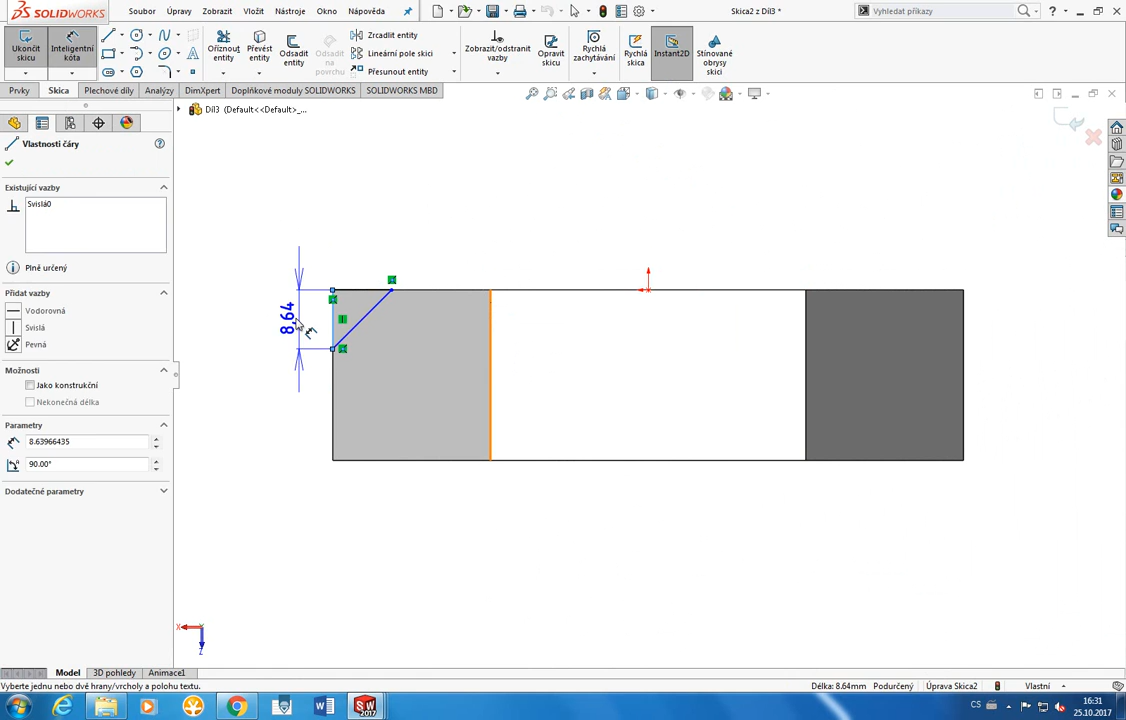 SOLIDWORKS
Soubor Úpravy Zobrazit Vložit Nástroje Okno Nápověda
Skica2 v Díl3 *
Vyhledat příkazy
Ukončit skicu
Inteligentní kóta
Oříznout entity
Převést entity
Odsadit entity
Odsadit na povrchu
Zrcadlit entity
Lineární pole skici
Přesunout entity
Zobrazit/odstranit vazby
Opravit skicu
Rychlá zachytávání
Rychlá skica
Instant2D
Stínované obrysy skici
Prvky Skica Plechové díly Analýzy DimXpert Doplňkové moduly SOLIDWORKS SOLIDWORKS MBD
Díl3 (Default<<Default>_...
Vlastnosti čáry
Existující vazby
Svislá0
Plně určený
Přidat vazby
Vodorovná
Svislá
Pevná
Možnosti
Jako konstrukční
Nekonečná délka
Parametry
8.63966435
90.00°
Dodatečné parametry
8,64
X
Z
Model 3D pohledy Animace1
Vyberte jednu nebo dvě hrany/vrcholy a polohu textu.
Délka: 8.64mm Podurčený Úprava Skica2 Vlastní
CS
16:31
25.10.2017